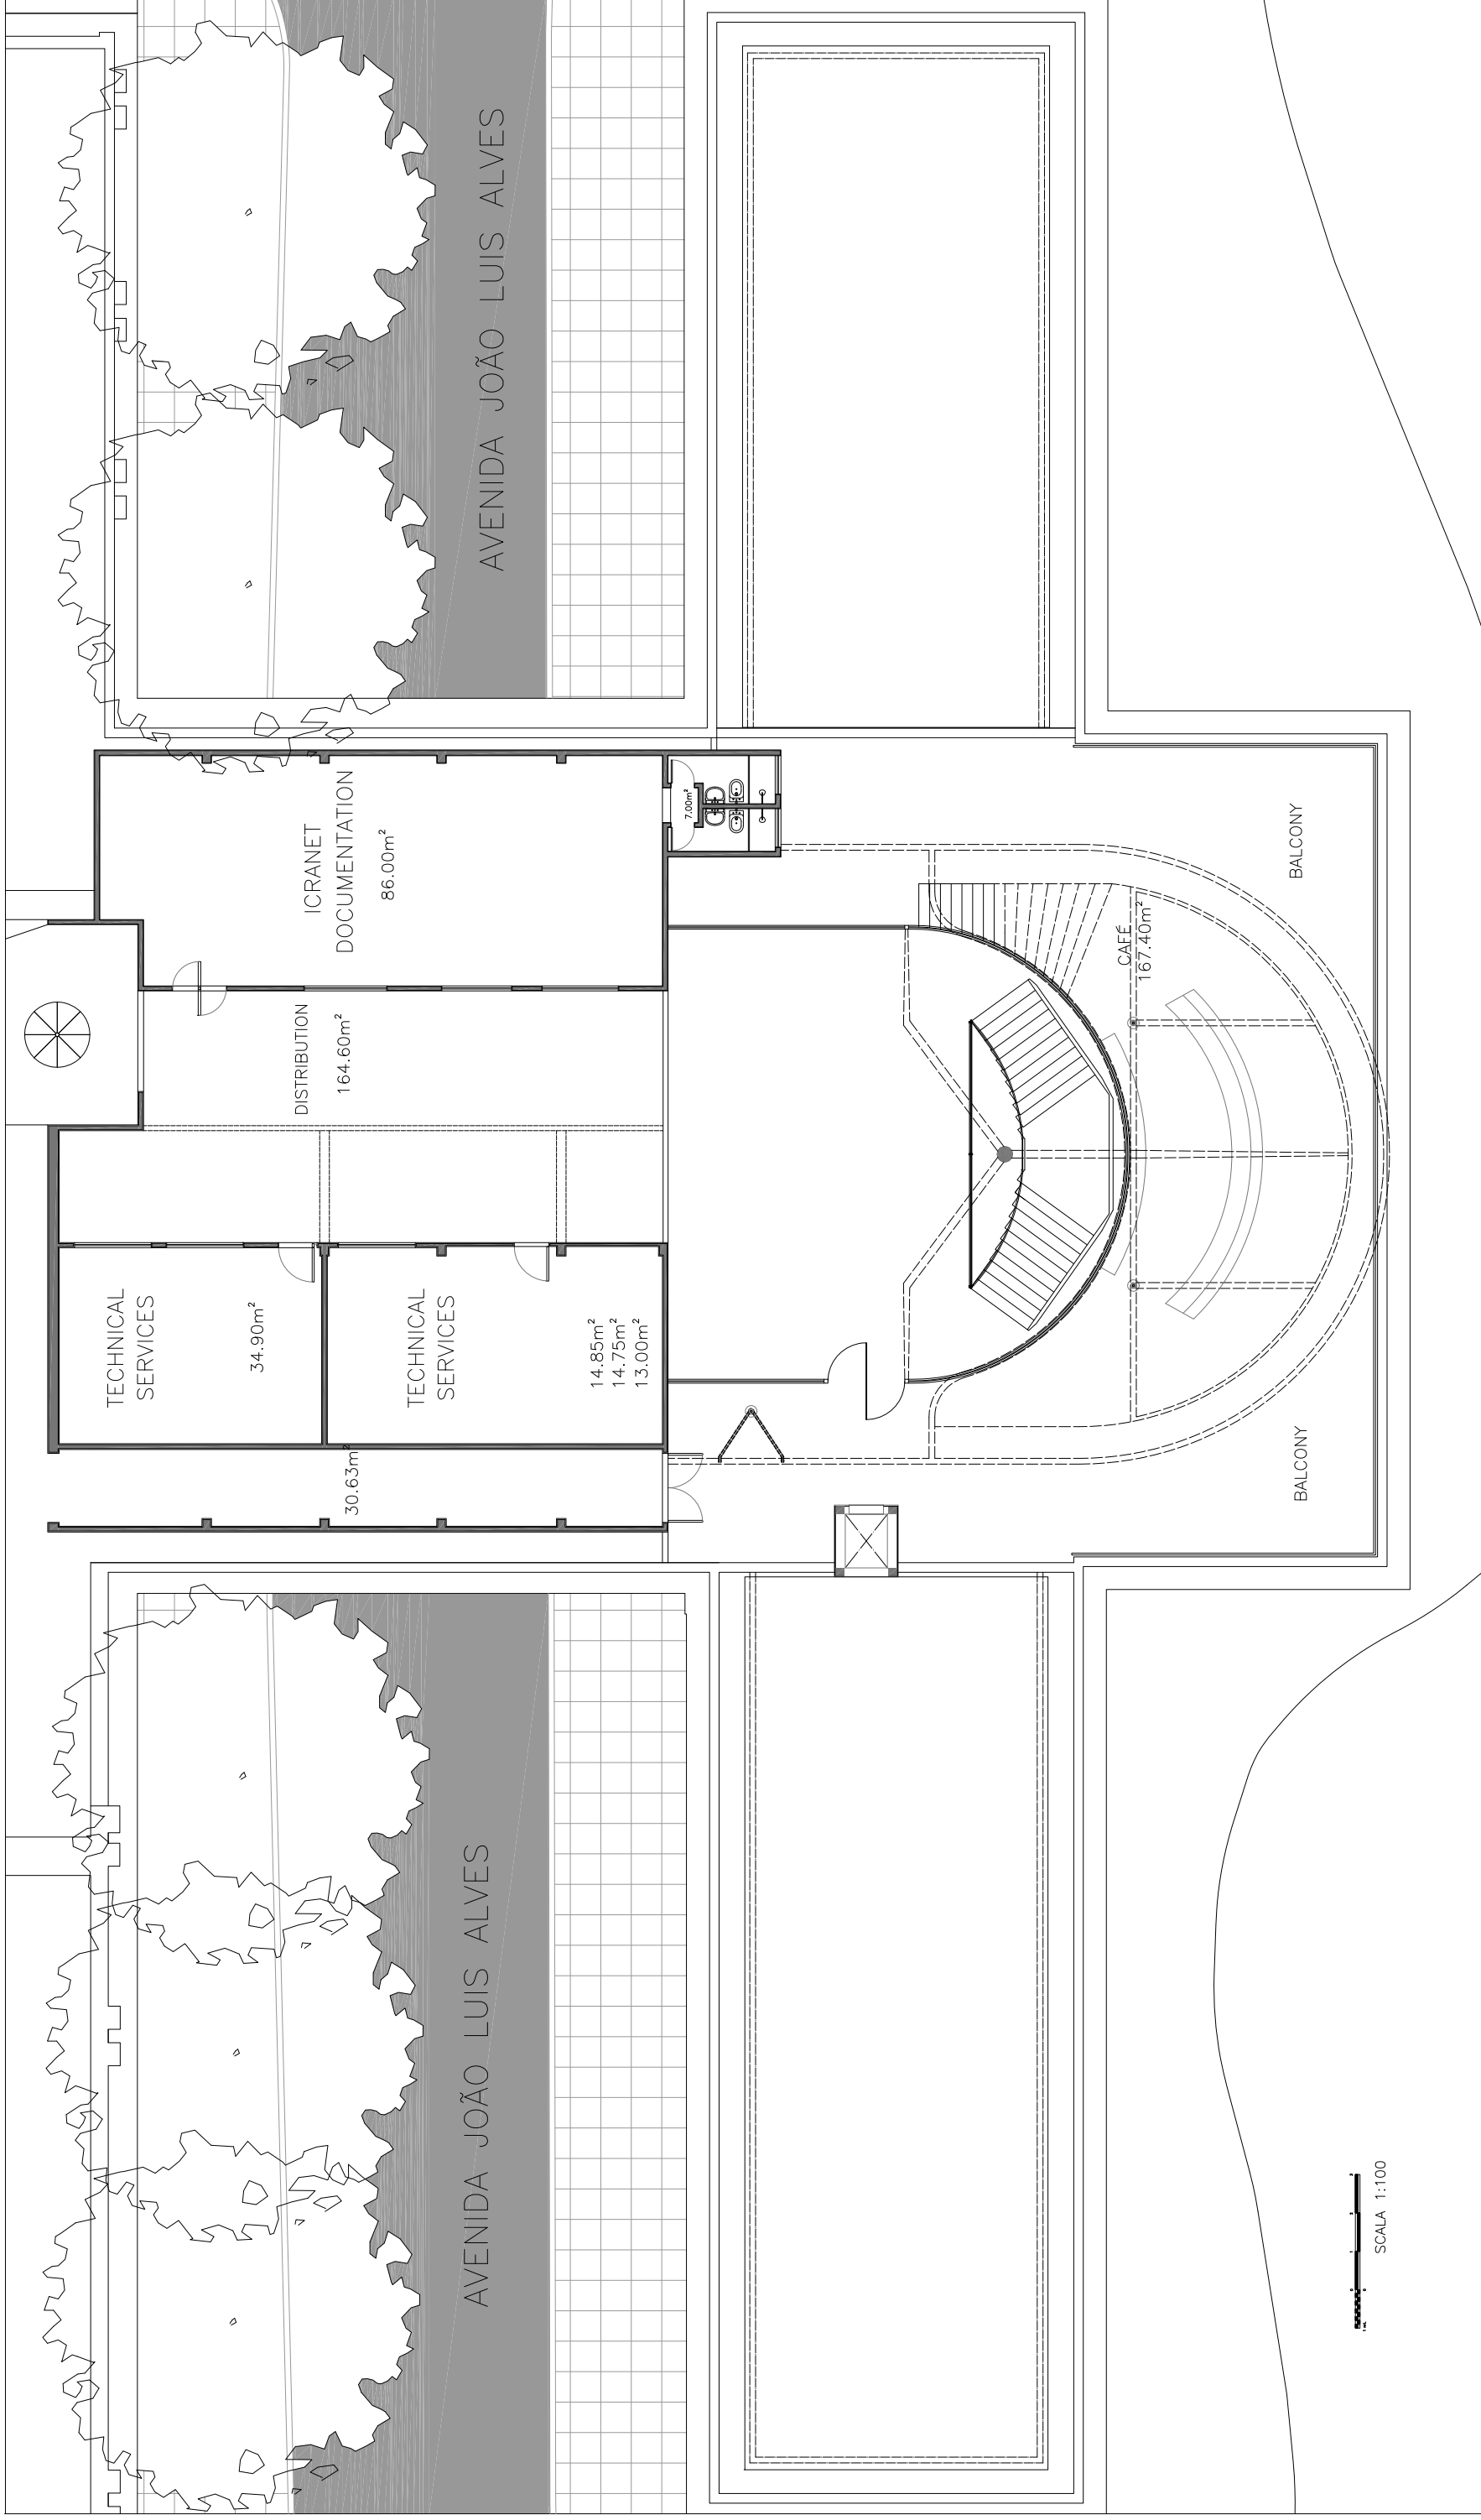 AVENIDA JOÃO LUIS ALVES
ICRANET
DOCUMENTATION
86.00m²
7.00m²
BALCONY
CAFÉ
167.40m²
DISTRIBUTION
164.60m²
TECHNICAL
SERVICES
34.90m²
TECHNICAL
SERVICES
14.85m²
14.75m²
13.00m²
30.63m²
BALCONY
AVENIDA JOÃO LUIS ALVES
SCALA 1:100